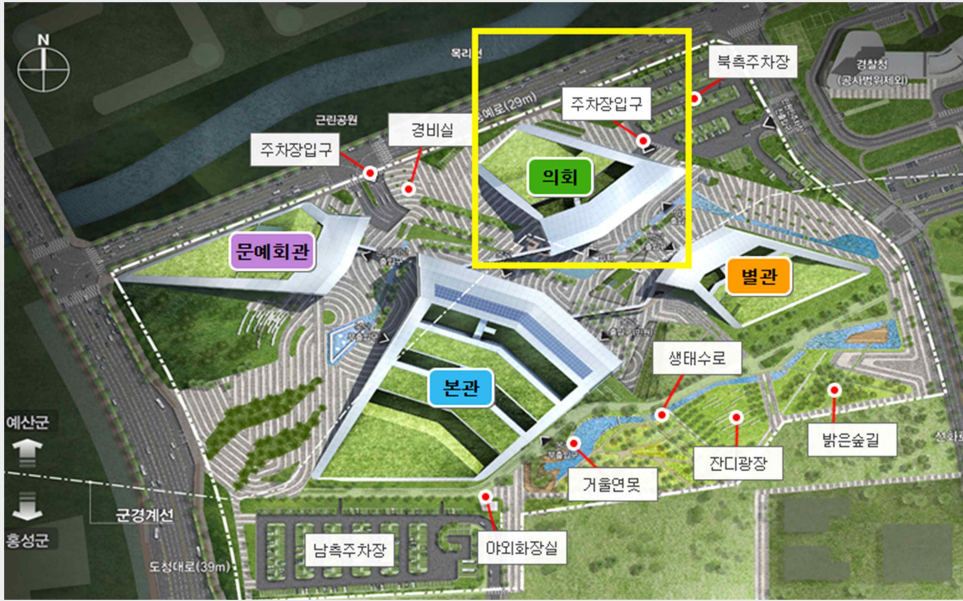 N
목리천
북측주차장
경찰청
(공사범위제외)
주차장입구
근린공원
경비실
주차장입구
의회
문예회관
별관
본관
생태수로
밝은숲길
잔디광장
거울연못
부출입구
예산군
군경계선
홍성군
도청대로(39m)
남측주차장
야외화장실